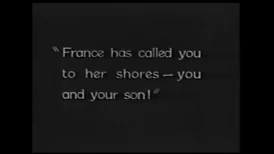 "France has called you
to her shores — you
and your son!"